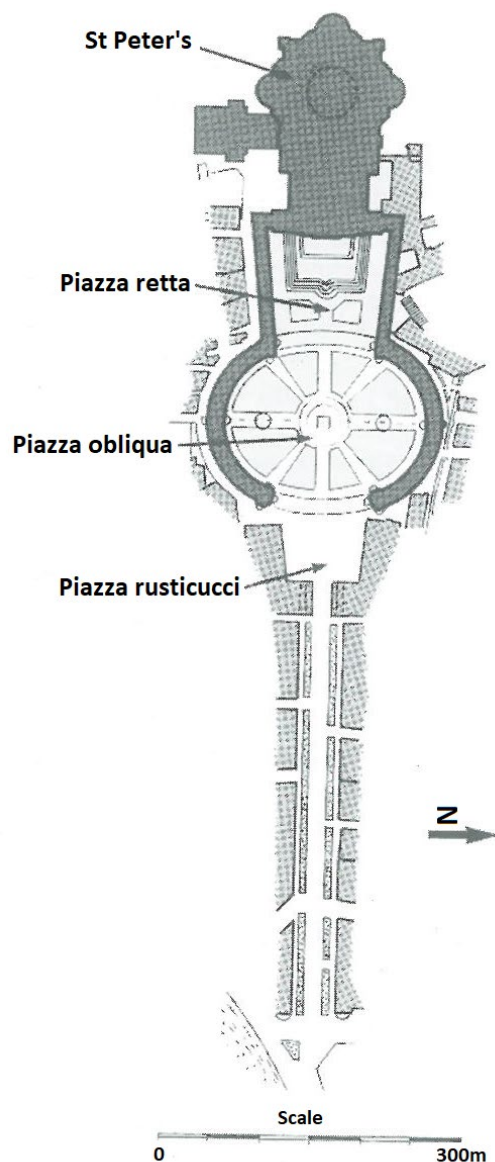 St Peter's
Piazza retta
Piazza obliqua
Piazza rusticucci
N
Scale
0 300m